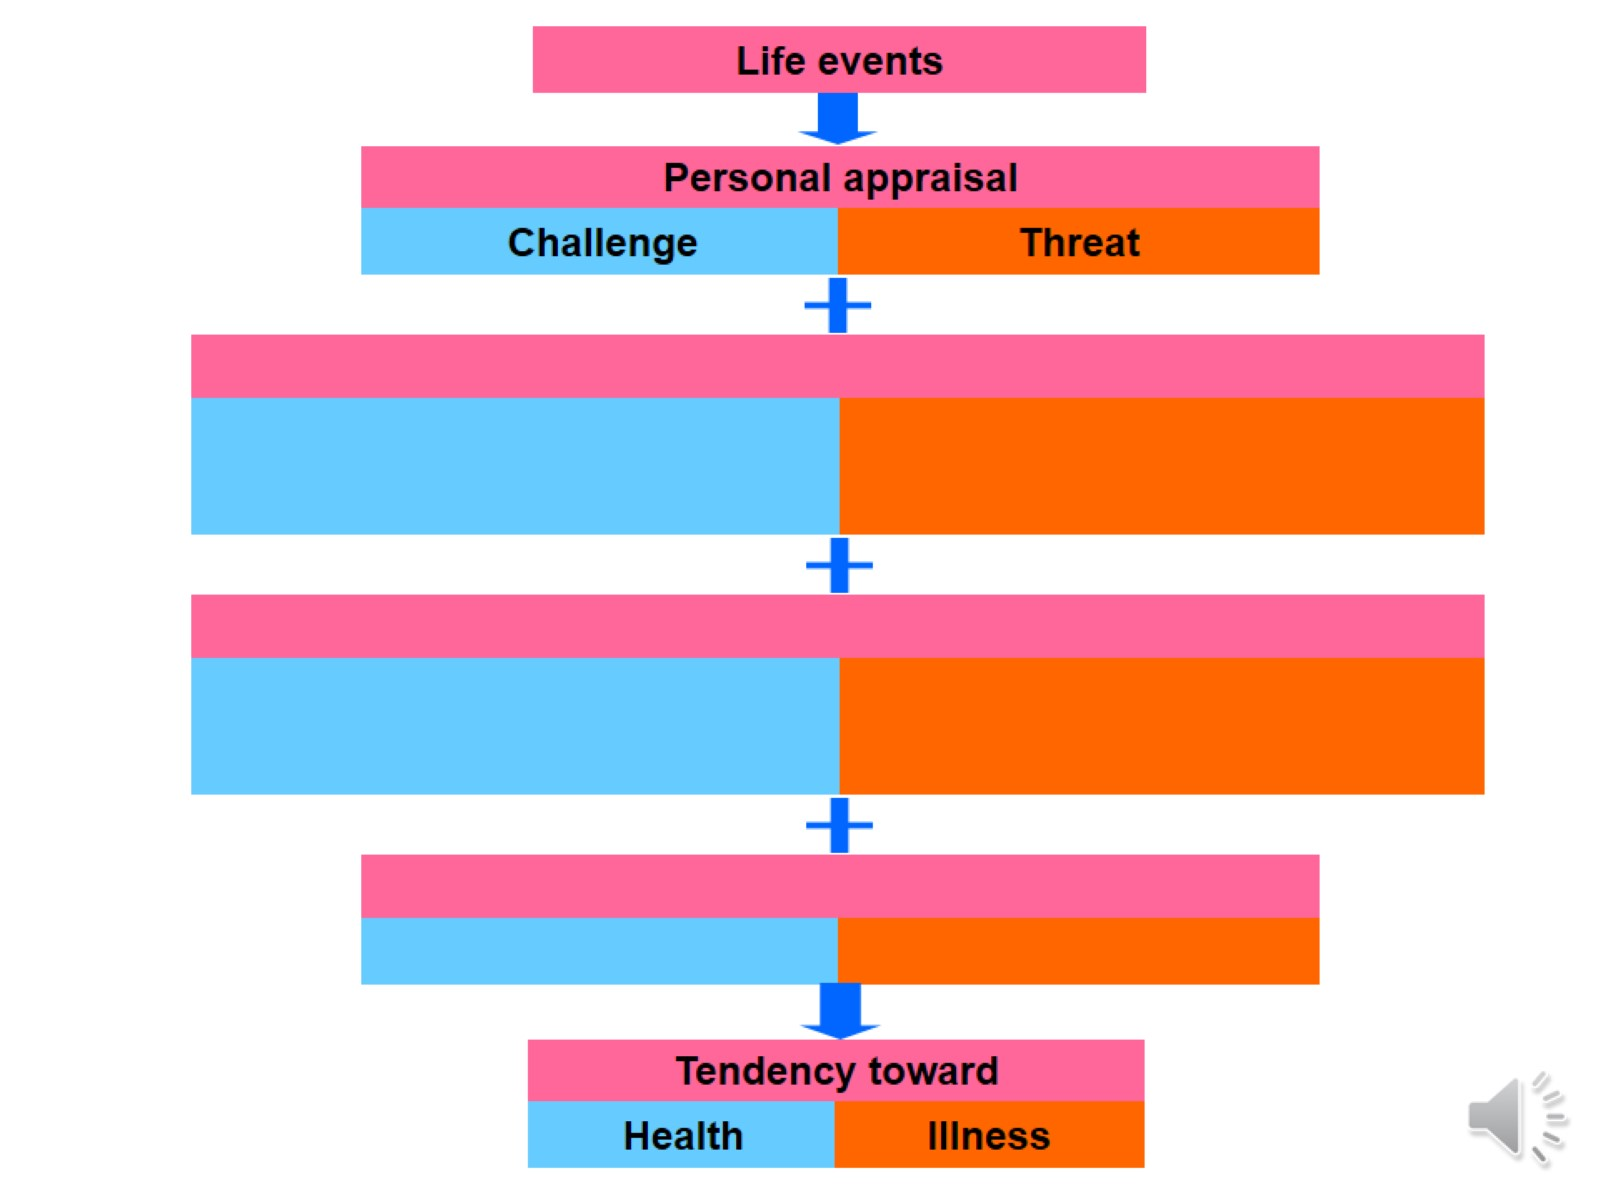 Life events
Personal appraisal
Challenge Threat
Tendency toward
Health Illness